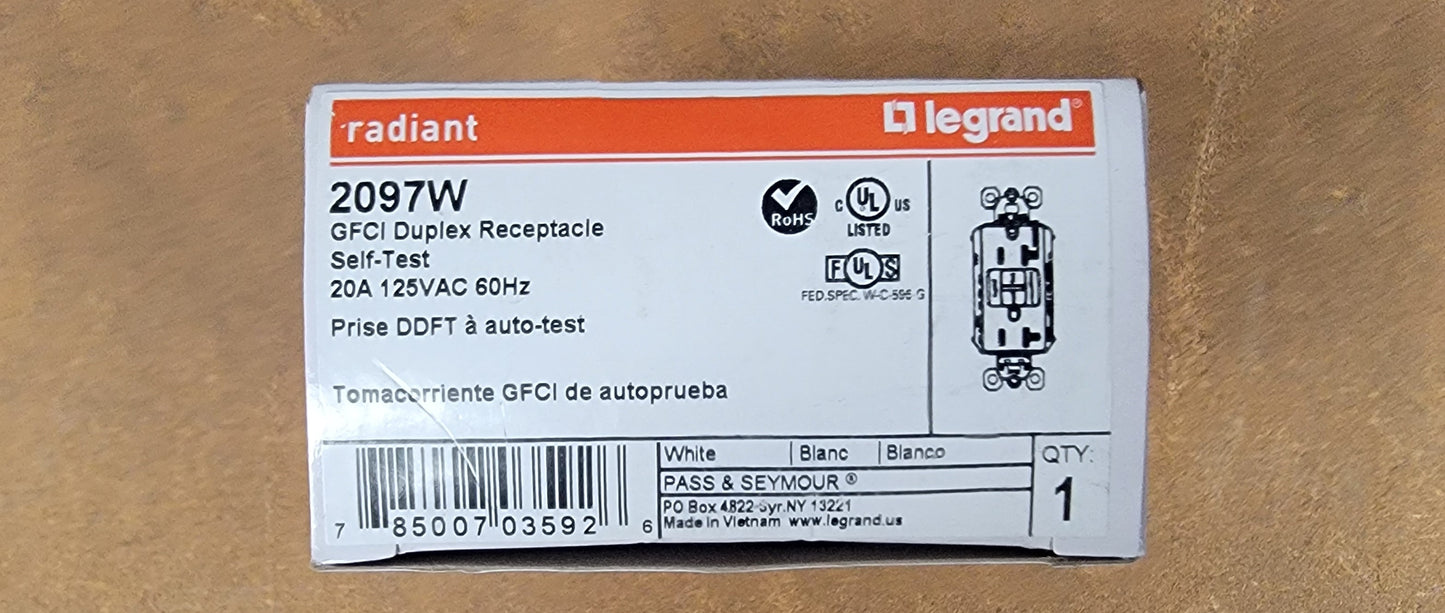 radiant
legrand®
2097W
GFCI Duplex Receptacle
Self-Test
20A 125VAC 60Hz
Prise DDFT à auto-test
Tomacorriente GFCI de autoprueba
RoHS
C UL US
LISTED
F UL S
FED.SPEC. W-C-596 G
7 85007 03592 6
White | Blanc | Blanco
PASS & SEYMOUR ®
PO Box 4822 Syr.NY 13221
Made in Vietnam www.legrand.us
QTY:
1